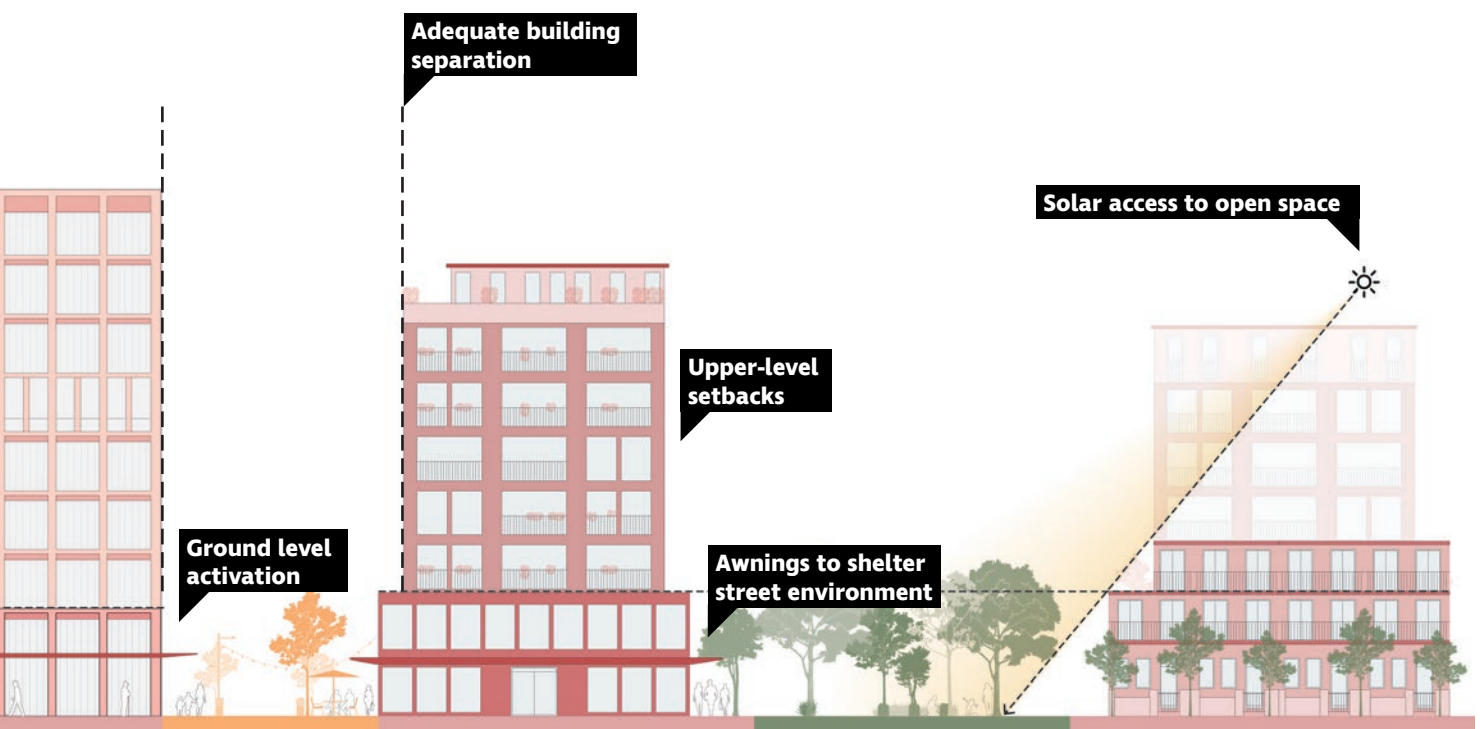 Adequate building
separation
Solar access to open space
Upper-level
setbacks
Ground level
activation
Awnings to shelter
street environment